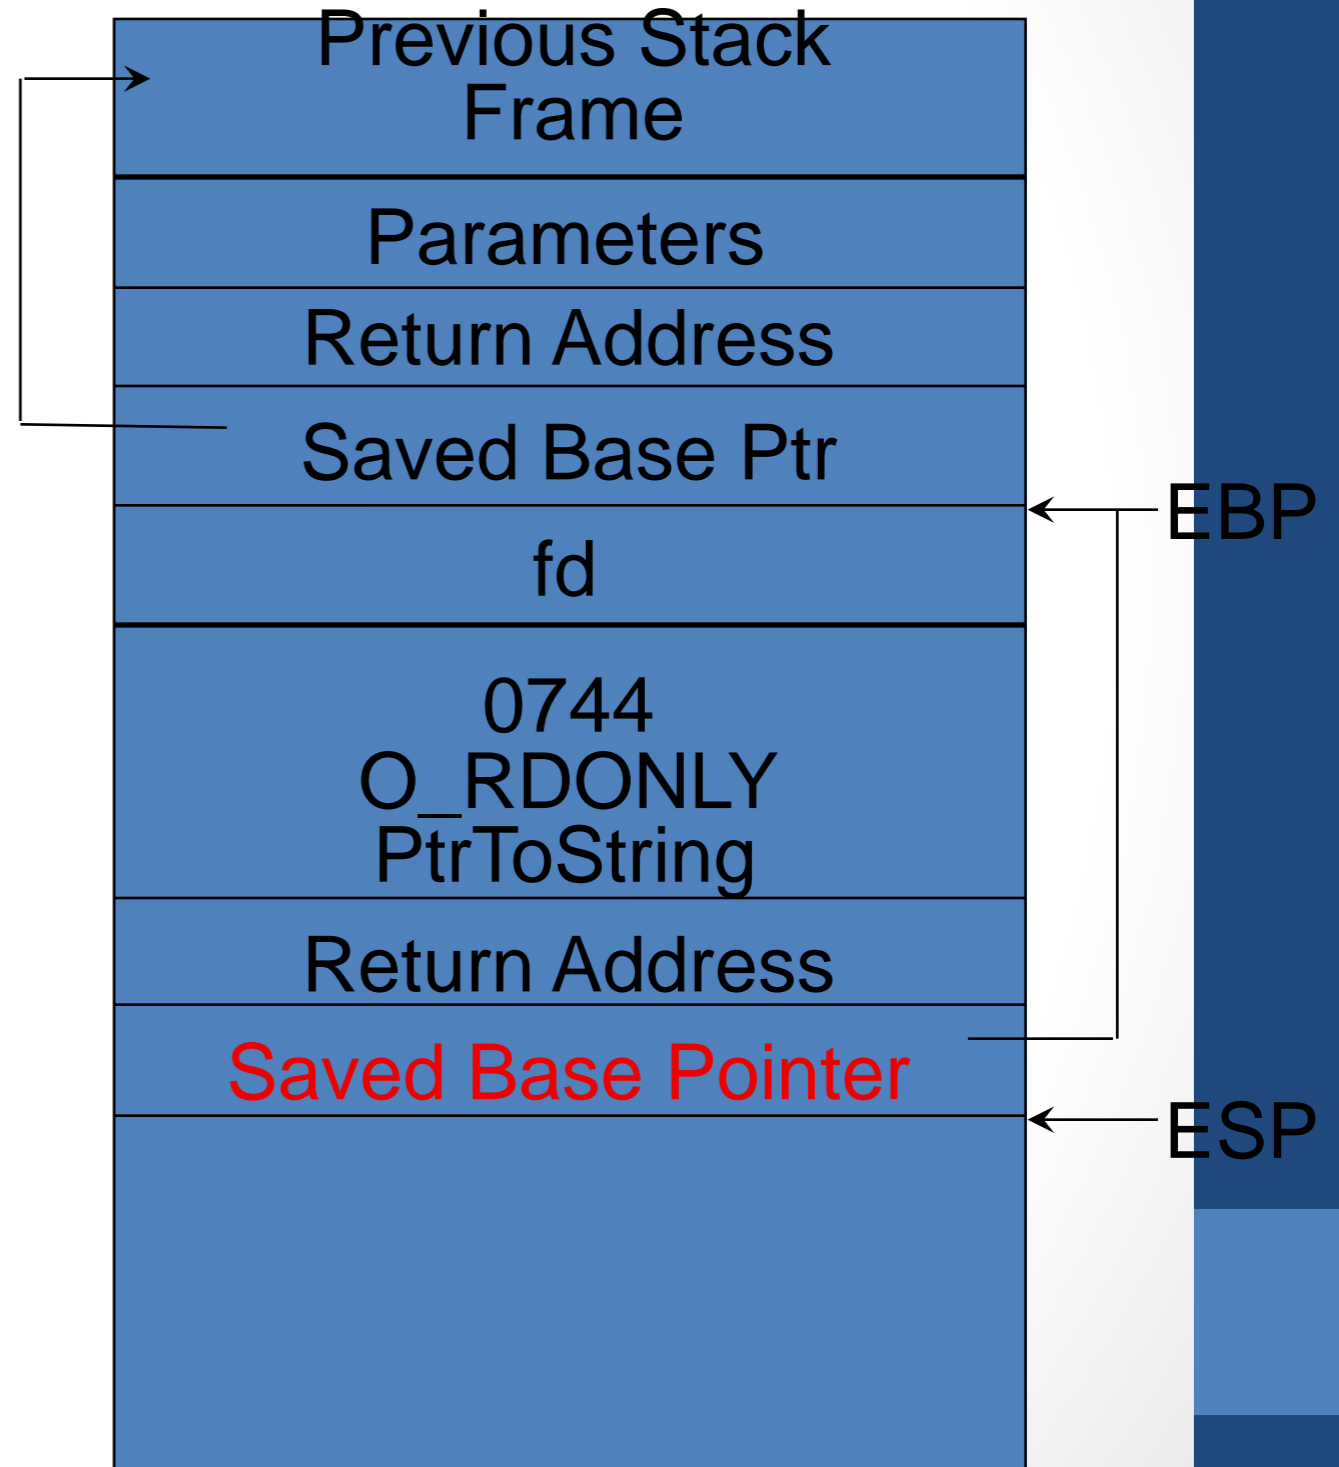 Previous Stack
Frame
Parameters
Return Address
Saved Base Ptr
EBP
fd
0744
O_RDONLY
PtrToString
Return Address
Saved Base Pointer
ESP